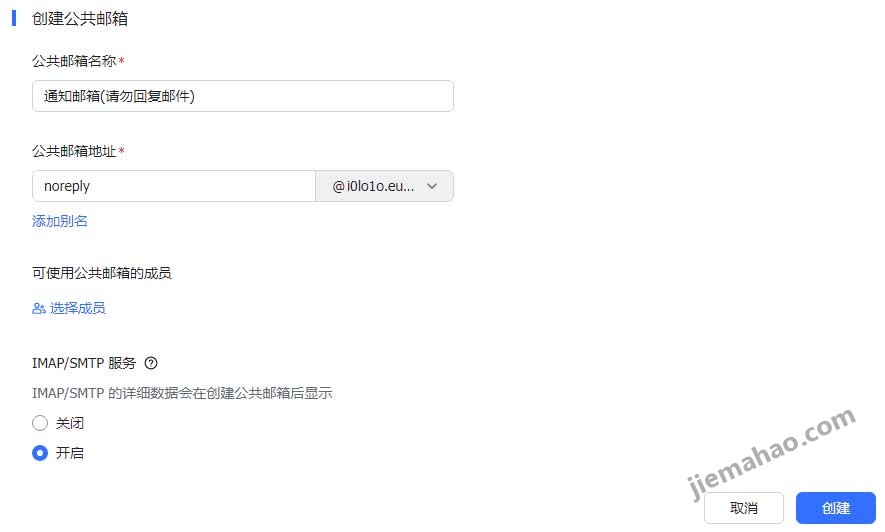 创建公共邮箱
公共邮箱名称*
通知邮箱(请勿回复邮件)
公共邮箱地址*
noreply @i0lo1o.eu...
添加别名
可使用公共邮箱的成员
选择成员
IMAP/SMTP 服务 ?
IMAP/SMTP 的详细数据会在创建公共邮箱后显示
关闭
开启
jiemahao.com
取消 创建